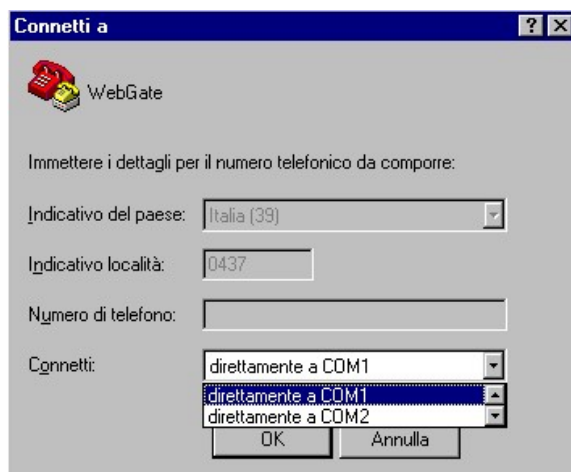 Connetti a
WebGate
Immettere i dettagli per il numero telefonico da comporre:
Indicativo del paese: Italia (39)
Indicativo località: 0437
Numero di telefono:
Connetti: direttamente a COM1
direttamente a COM1
direttamente a COM2
OK Annulla